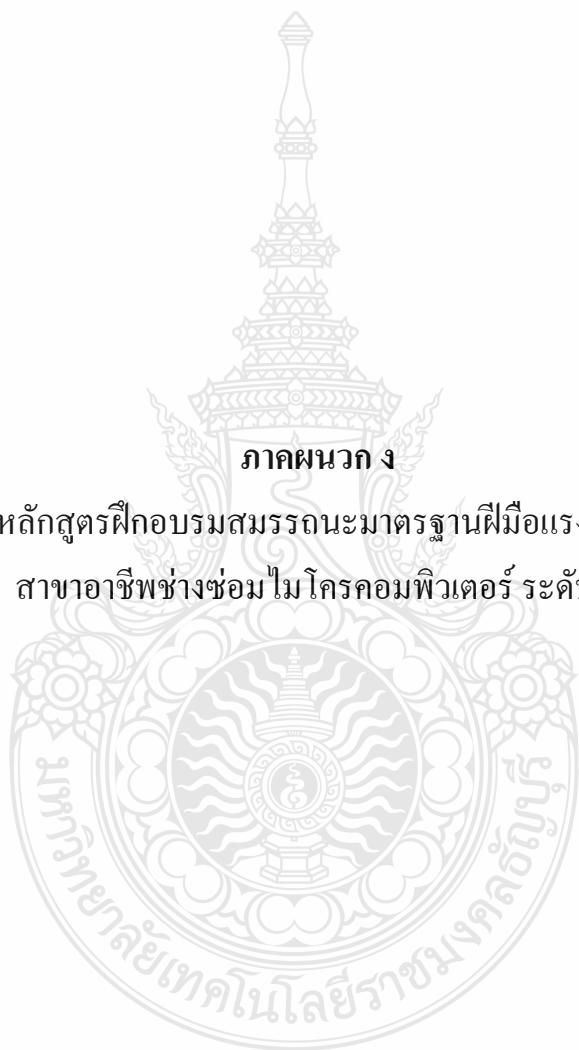 ภาคผนวก ง
หลักสูตรฝึกอบรมสมรรถนะมาตรฐานฝีมือแรง
สาขาอาชีพช่างซ่อมไมโครคอมพิวเตอร์ ระดับ
มหาวิทยาลัยเทคโนโลยีราชมงคลธัญบุรี